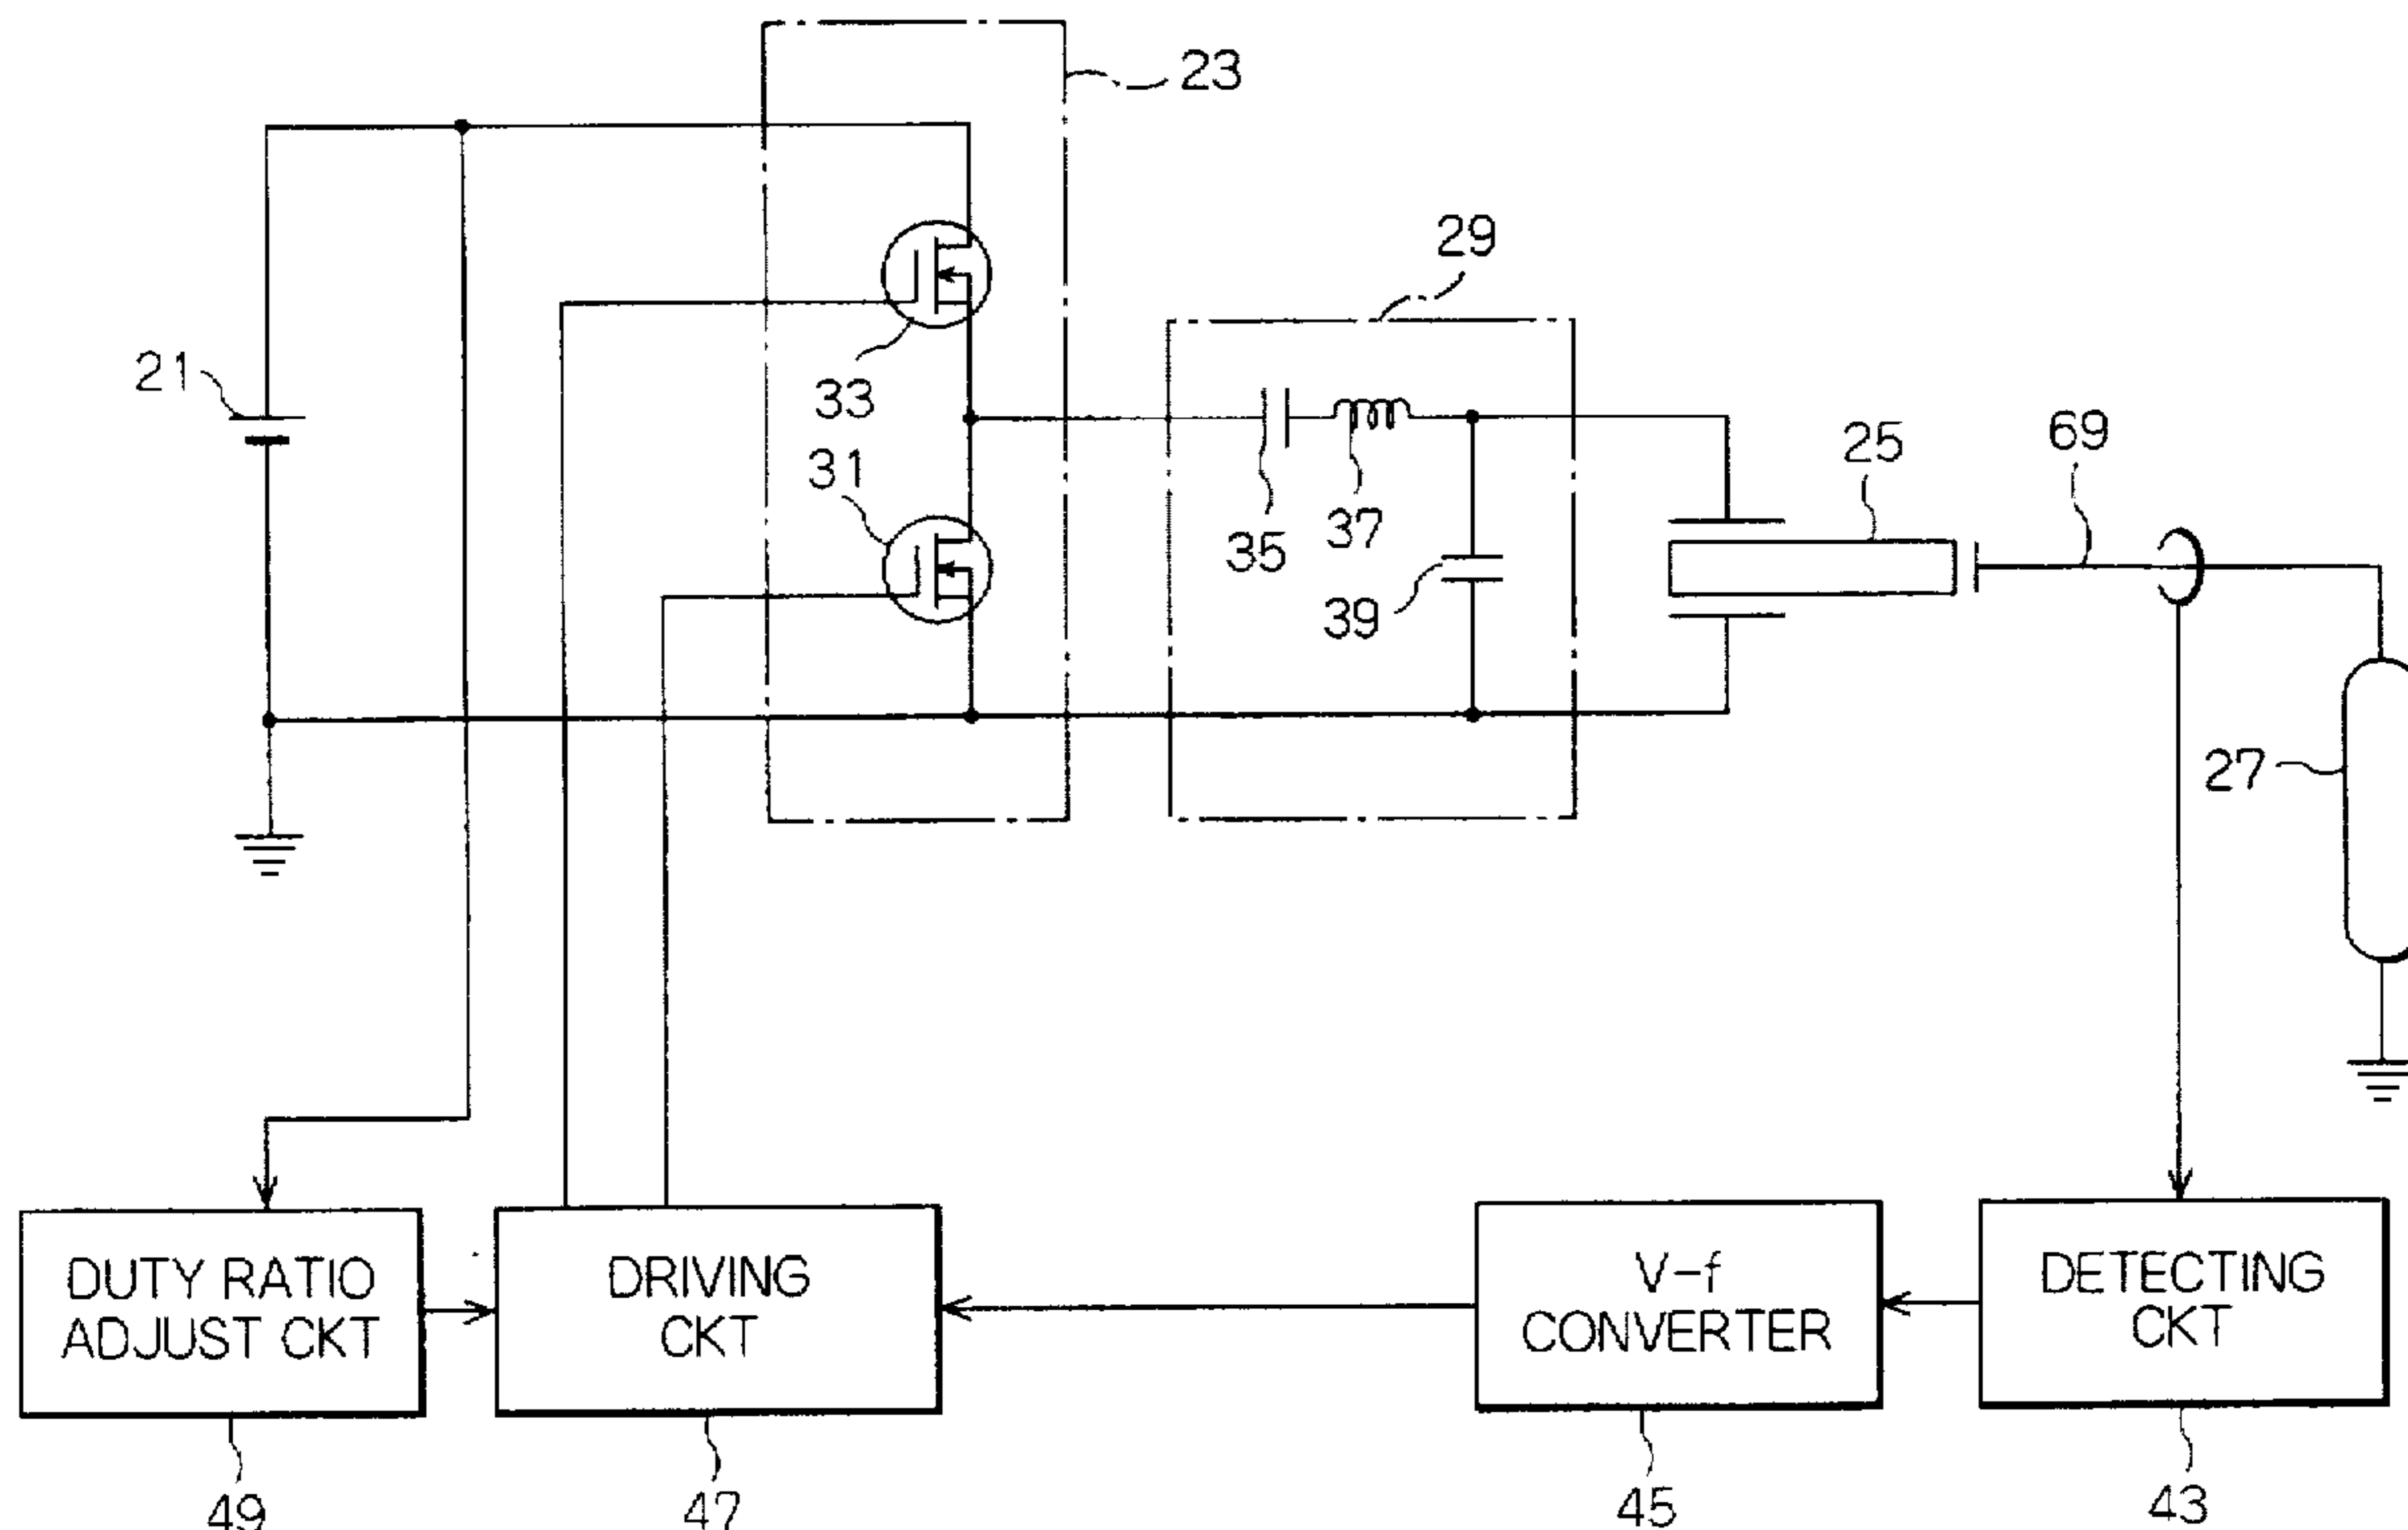 23
29
21
33
31
35
37
39
25
69
27
DUTY RATIO
ADJUST CKT
DRIVING
CKT
V-f
CONVERTER
DETECTING
CKT
49
47
45
43